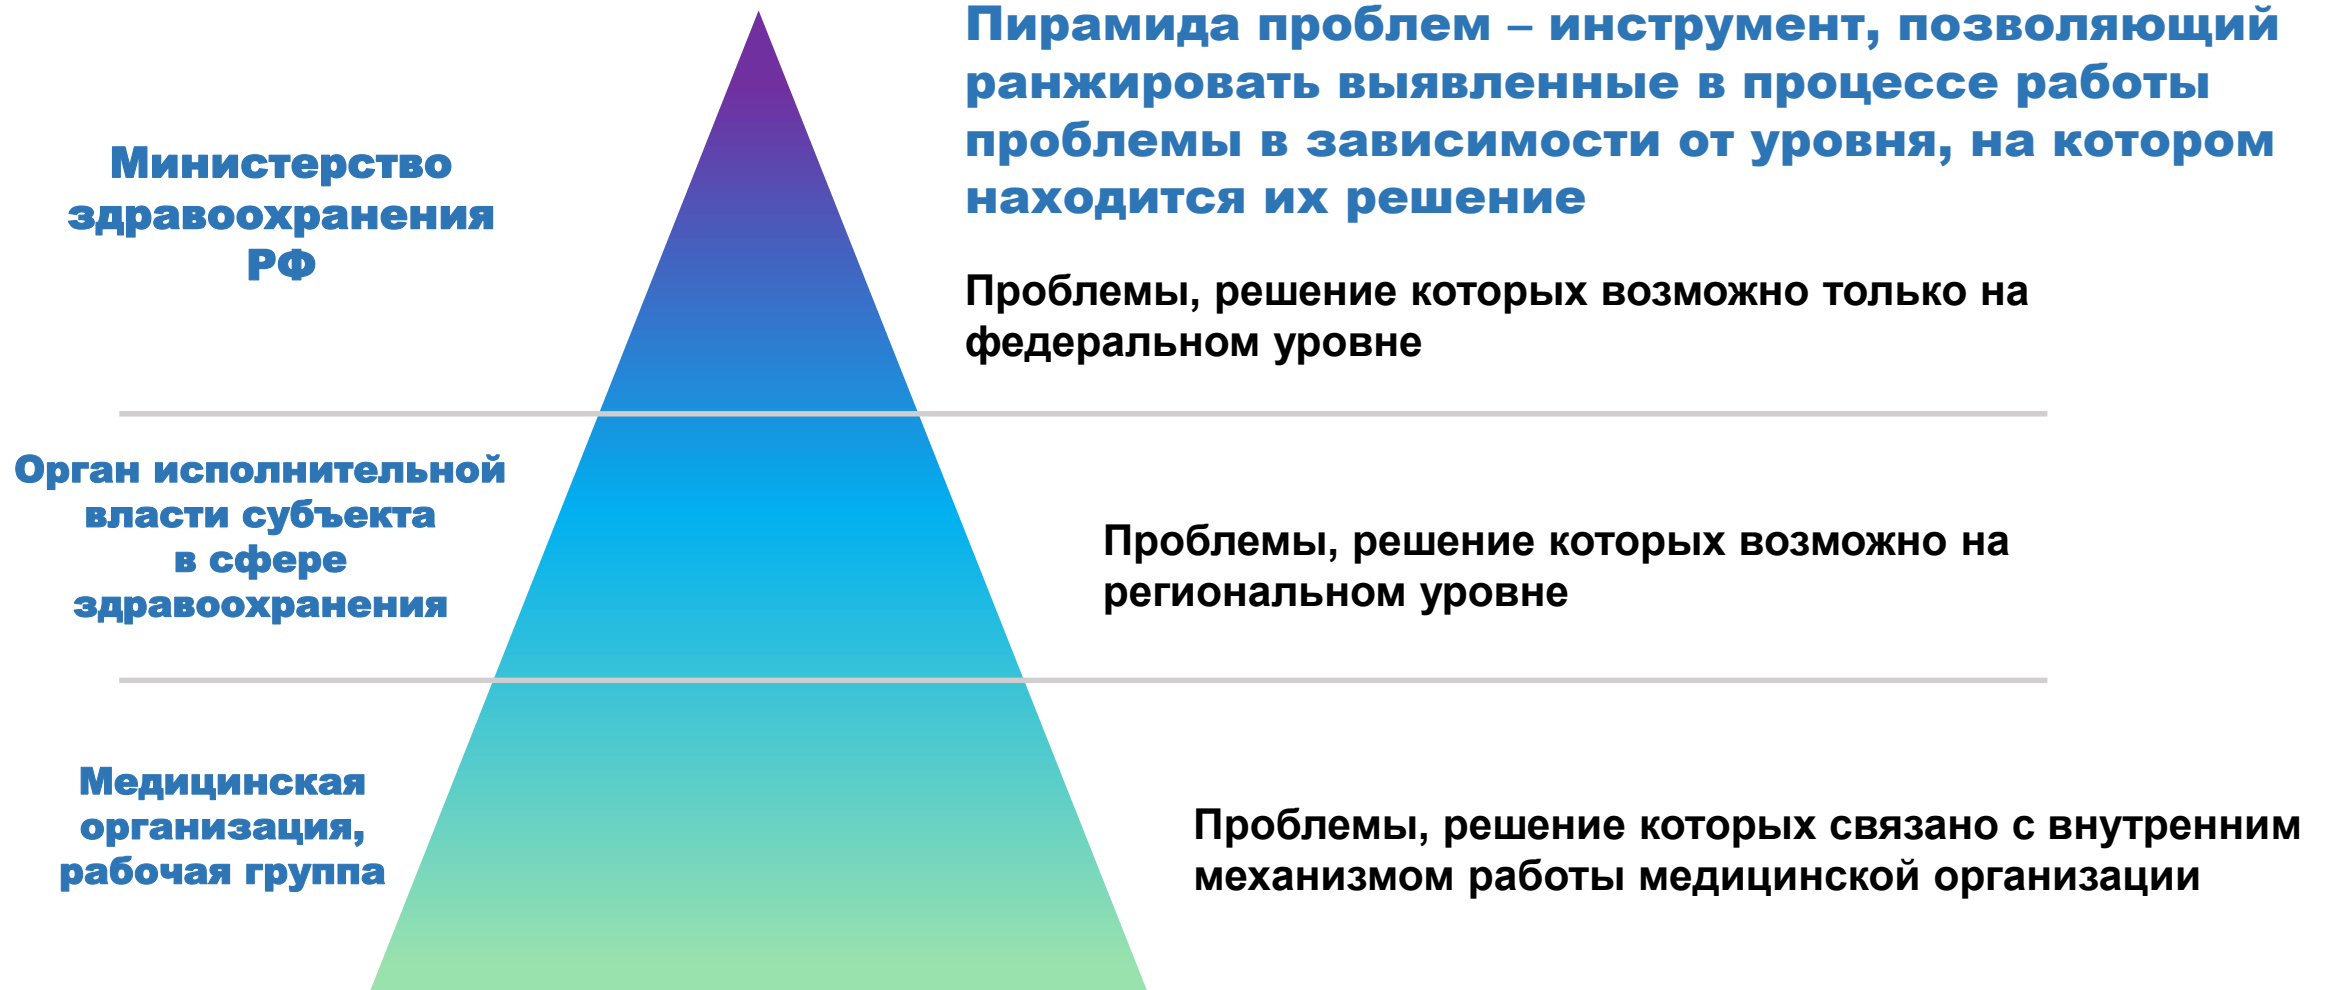 Пирамида проблем – инструмент, позволяющий
ранжировать выявленные в процессе работы
проблемы в зависимости от уровня, на котором
находится их решение
Министерство
здравоохранения
РФ
Проблемы, решение которых возможно только на
федеральном уровне
Орган исполнительной
власти субъекта
в сфере
здравоохранения
Проблемы, решение которых возможно на
региональном уровне
Медицинская
организация,
рабочая группа
Проблемы, решение которых связано с внутренним
механизмом работы медицинской организации